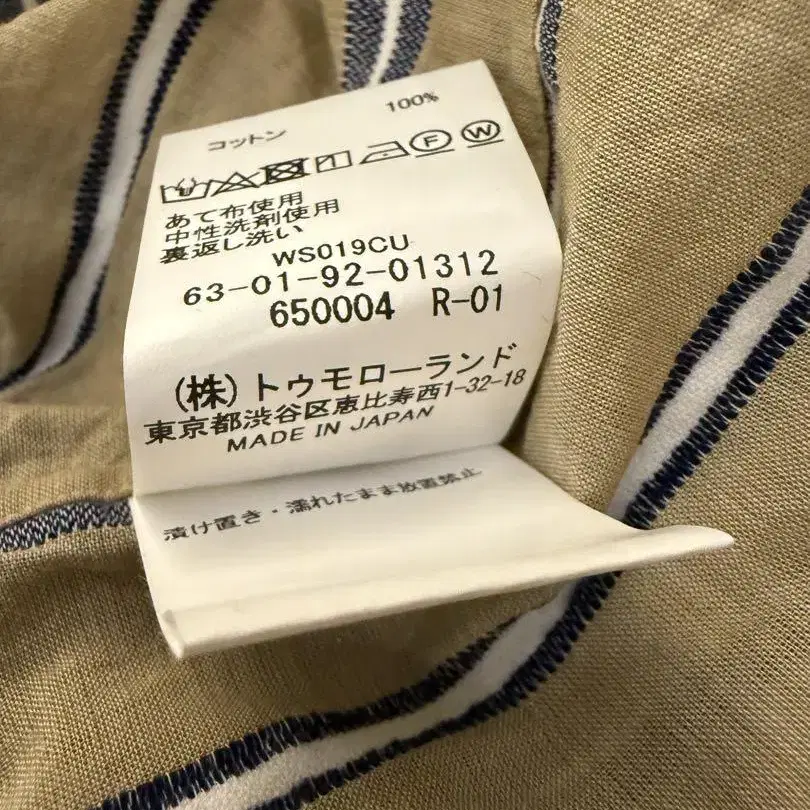 コットン 100%
F W
あて布使用
中性洗剤使用
裏返し洗い
WS019CU
63-01-92-01312
650004 R-01
(株)トゥモローランド
東京都渋谷区恵比寿西1-32-18
MADE IN JAPAN
漬け置き・濡れたまま放置禁止